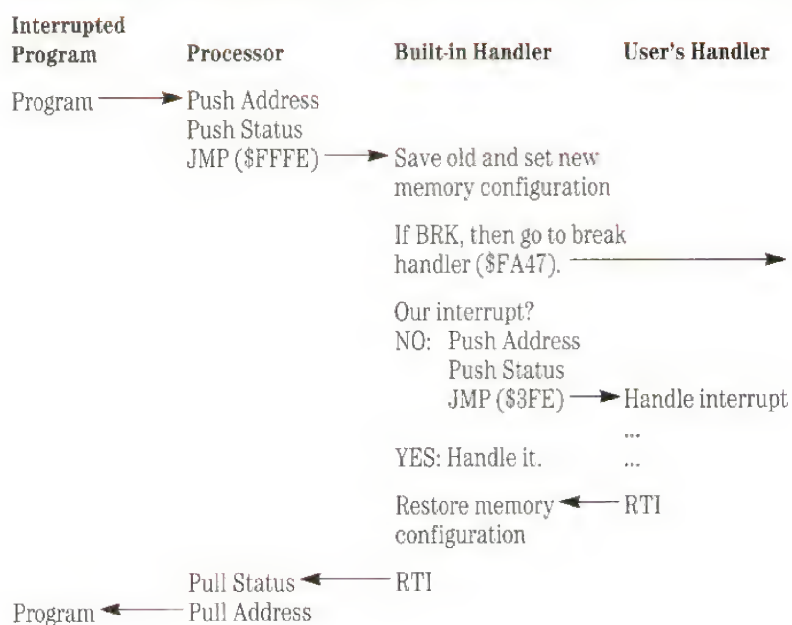 Interrupted
Program Processor Built-in Handler User's Handler
Program Push Address
Push Status
JMP ($FFFE) Save old and set new
memory configuration
If BRK, then go to break
handler ($FA47).
Our interrupt?
NO: Push Address
Push Status
JMP ($3FE) Handle interrupt
...
YES: Handle it. ...
Restore memory RTI
configuration
Pull Status RTI
Program Pull Address